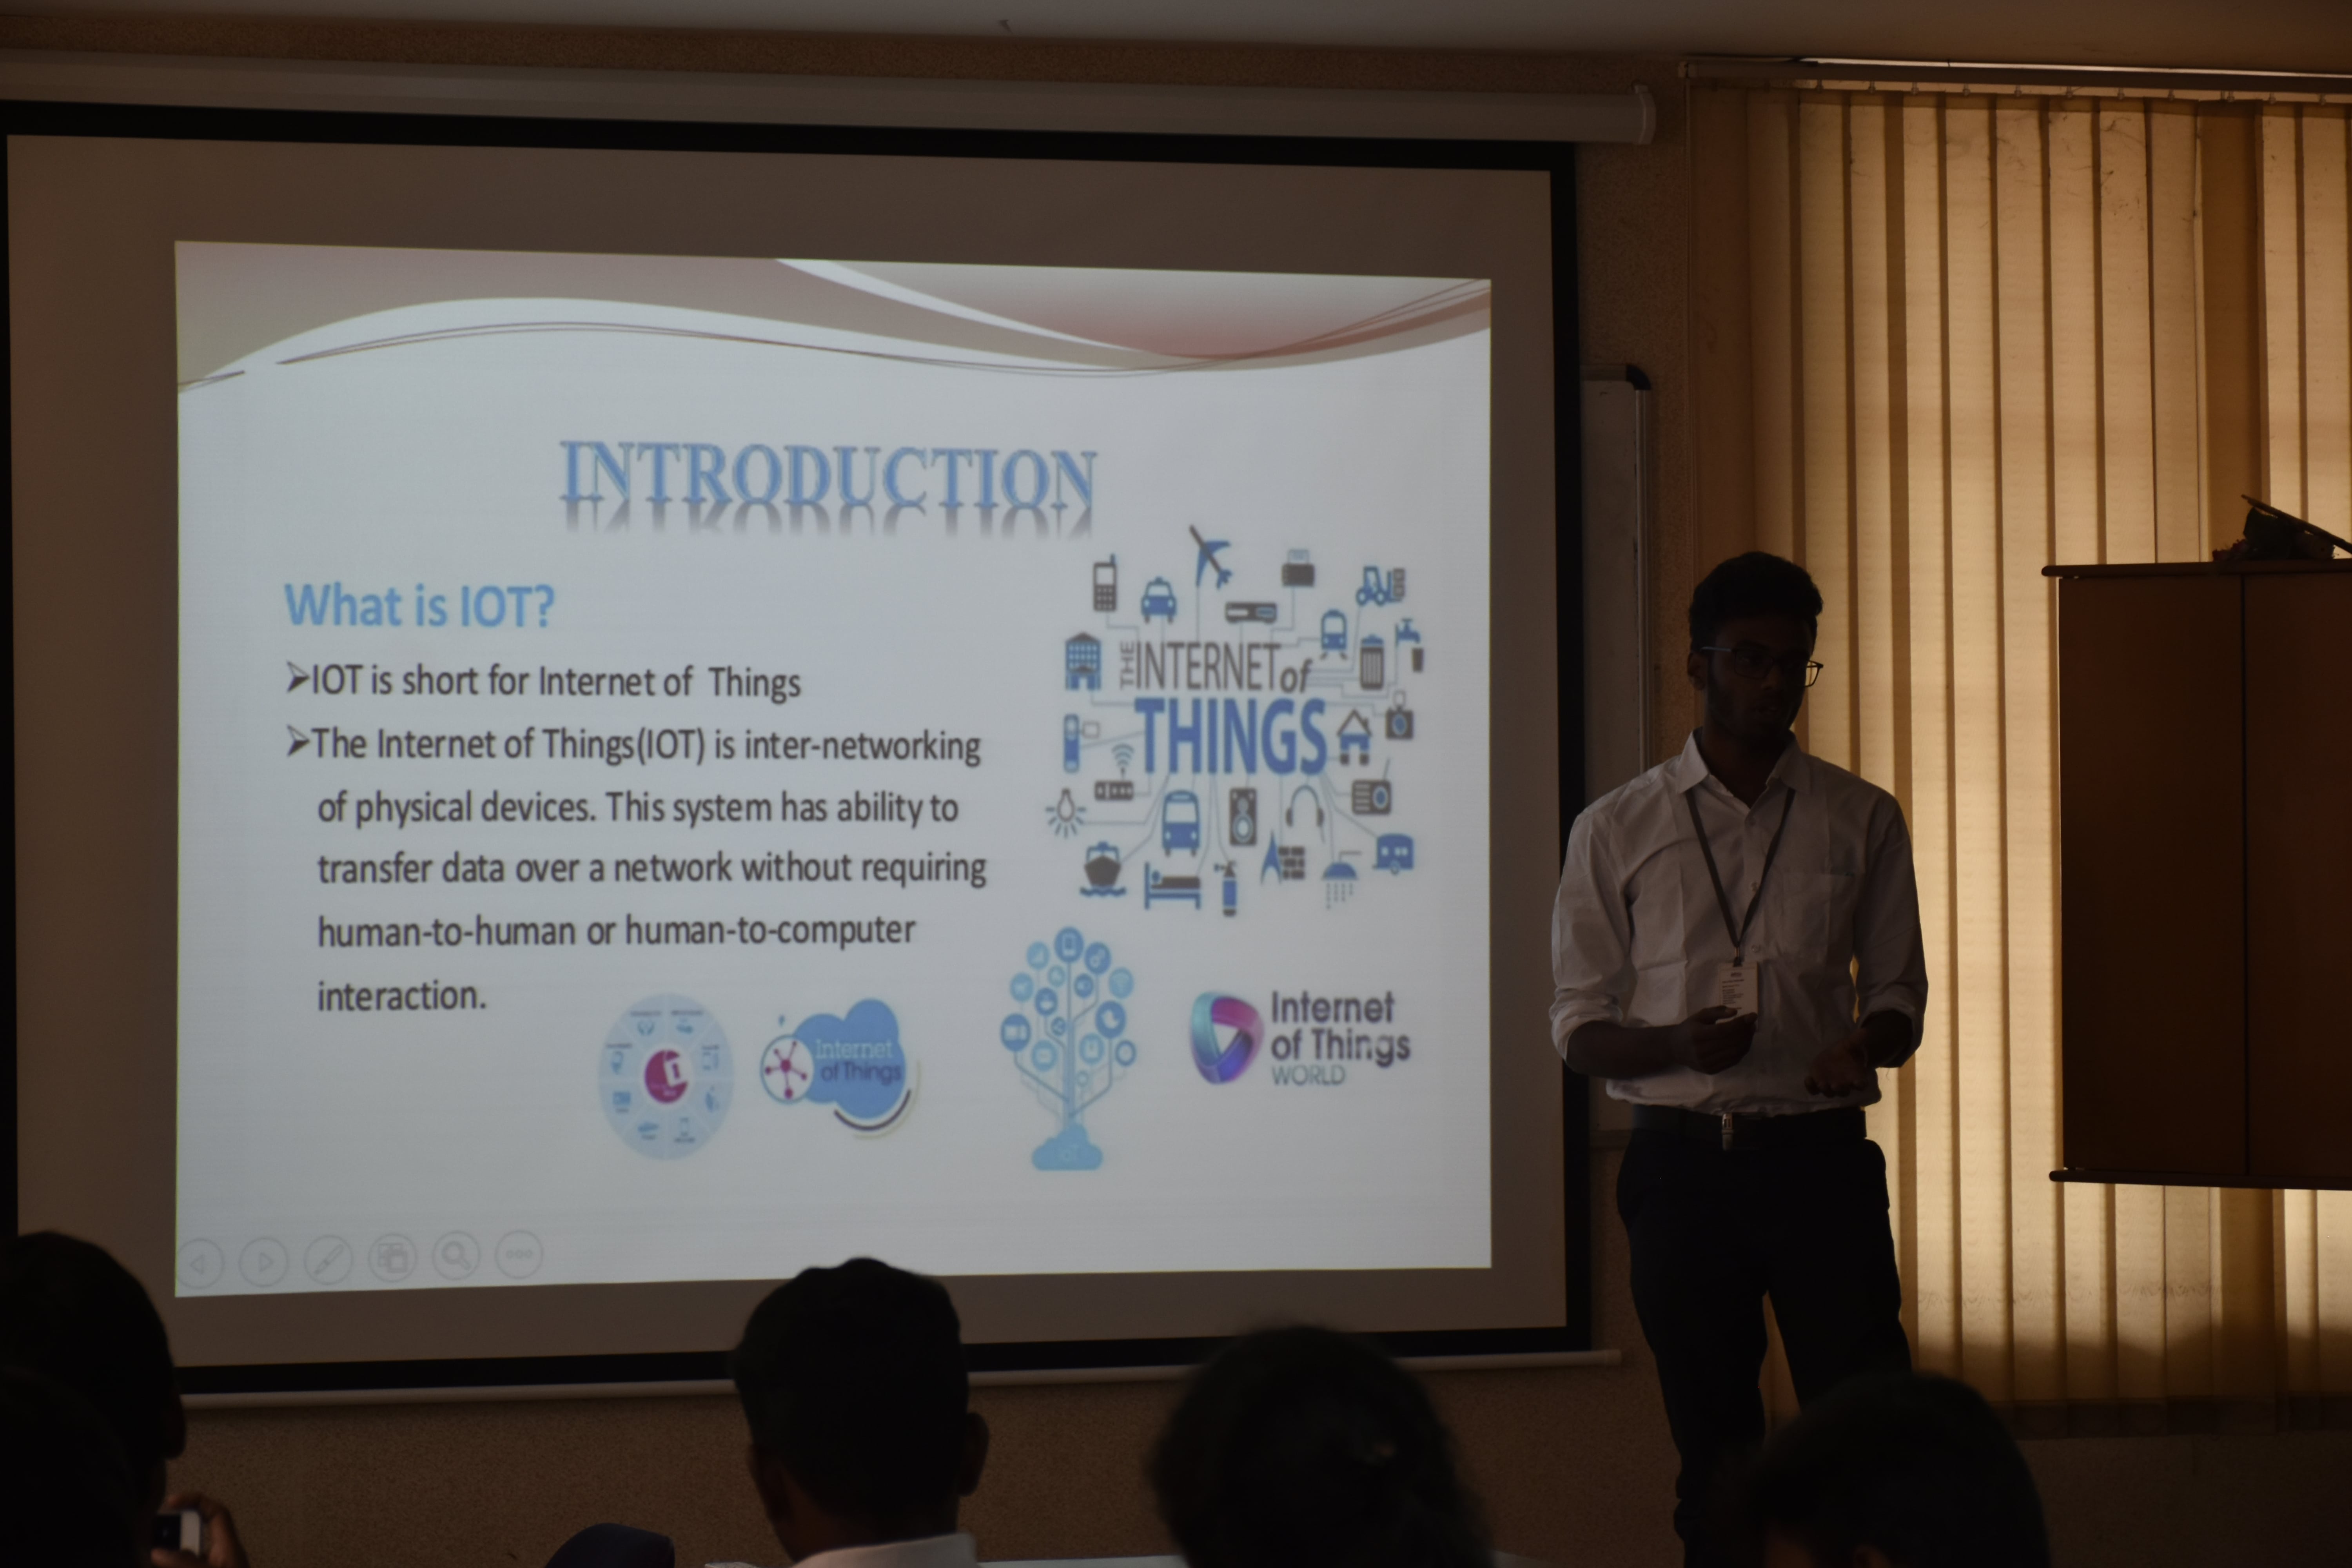 INTRODUCTION
What is IOT?
➢IOT is short for Internet of Things
➢The Internet of Things(IOT) is inter-networking
of physical devices. This system has ability to
transfer data over a network without requiring
human-to-human or human-to-computer
interaction.
THE INTERNET of
THINGS
Internet
of Things
IOT
Internet
of Things
WORLD